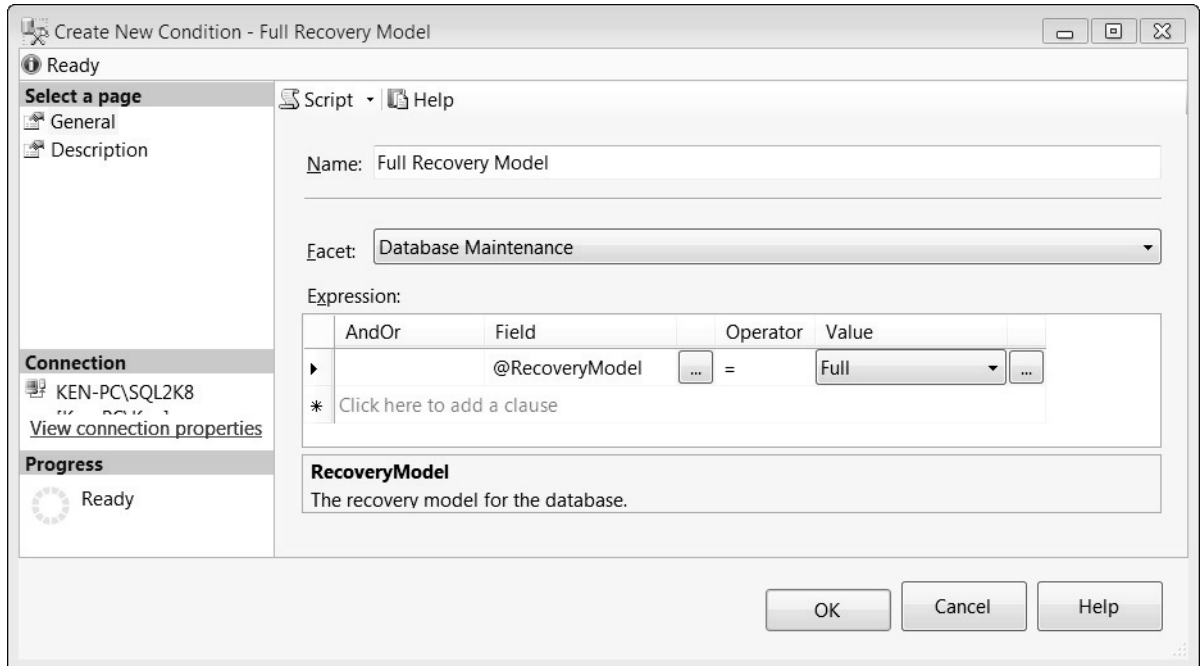 Create New Condition - Full Recovery Model
Ready
Select a page
General
Description
Script Help
Name: Full Recovery Model
Facet: Database Maintenance
Expression:
AndOr Field Operator Value
@RecoveryModel ... = Full ...
Click here to add a clause
Connection
KEN-PC\SQL2K8
View connection properties
Progress
Ready
RecoveryModel
The recovery model for the database.
OK Cancel Help